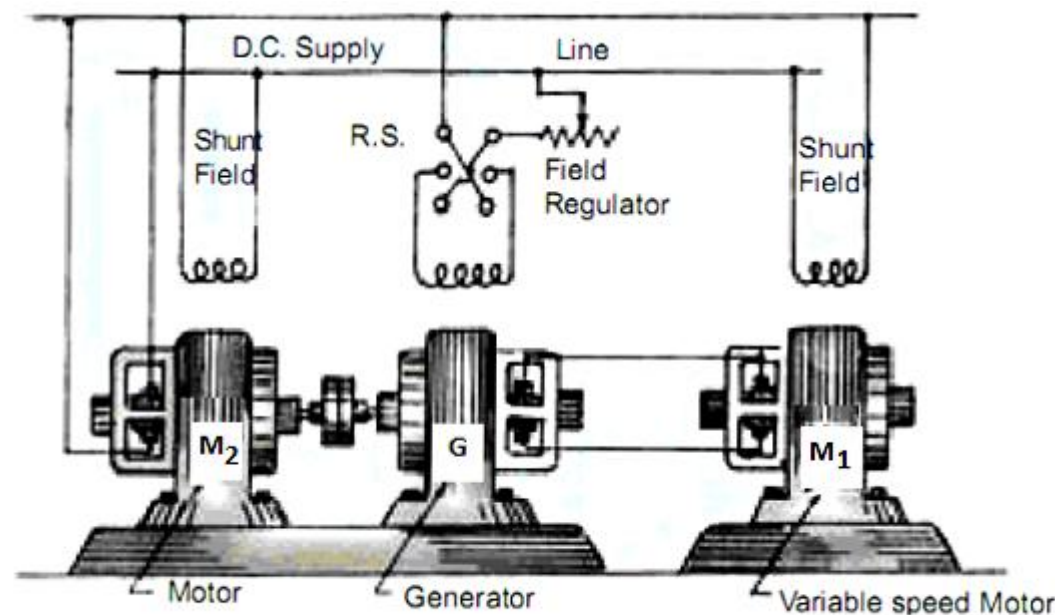 D.C. Supply Line
Shunt
Field
R.S.
Field
Regulator
Shunt
Field
M2
G
M1
Motor
Generator
Variable speed Motor